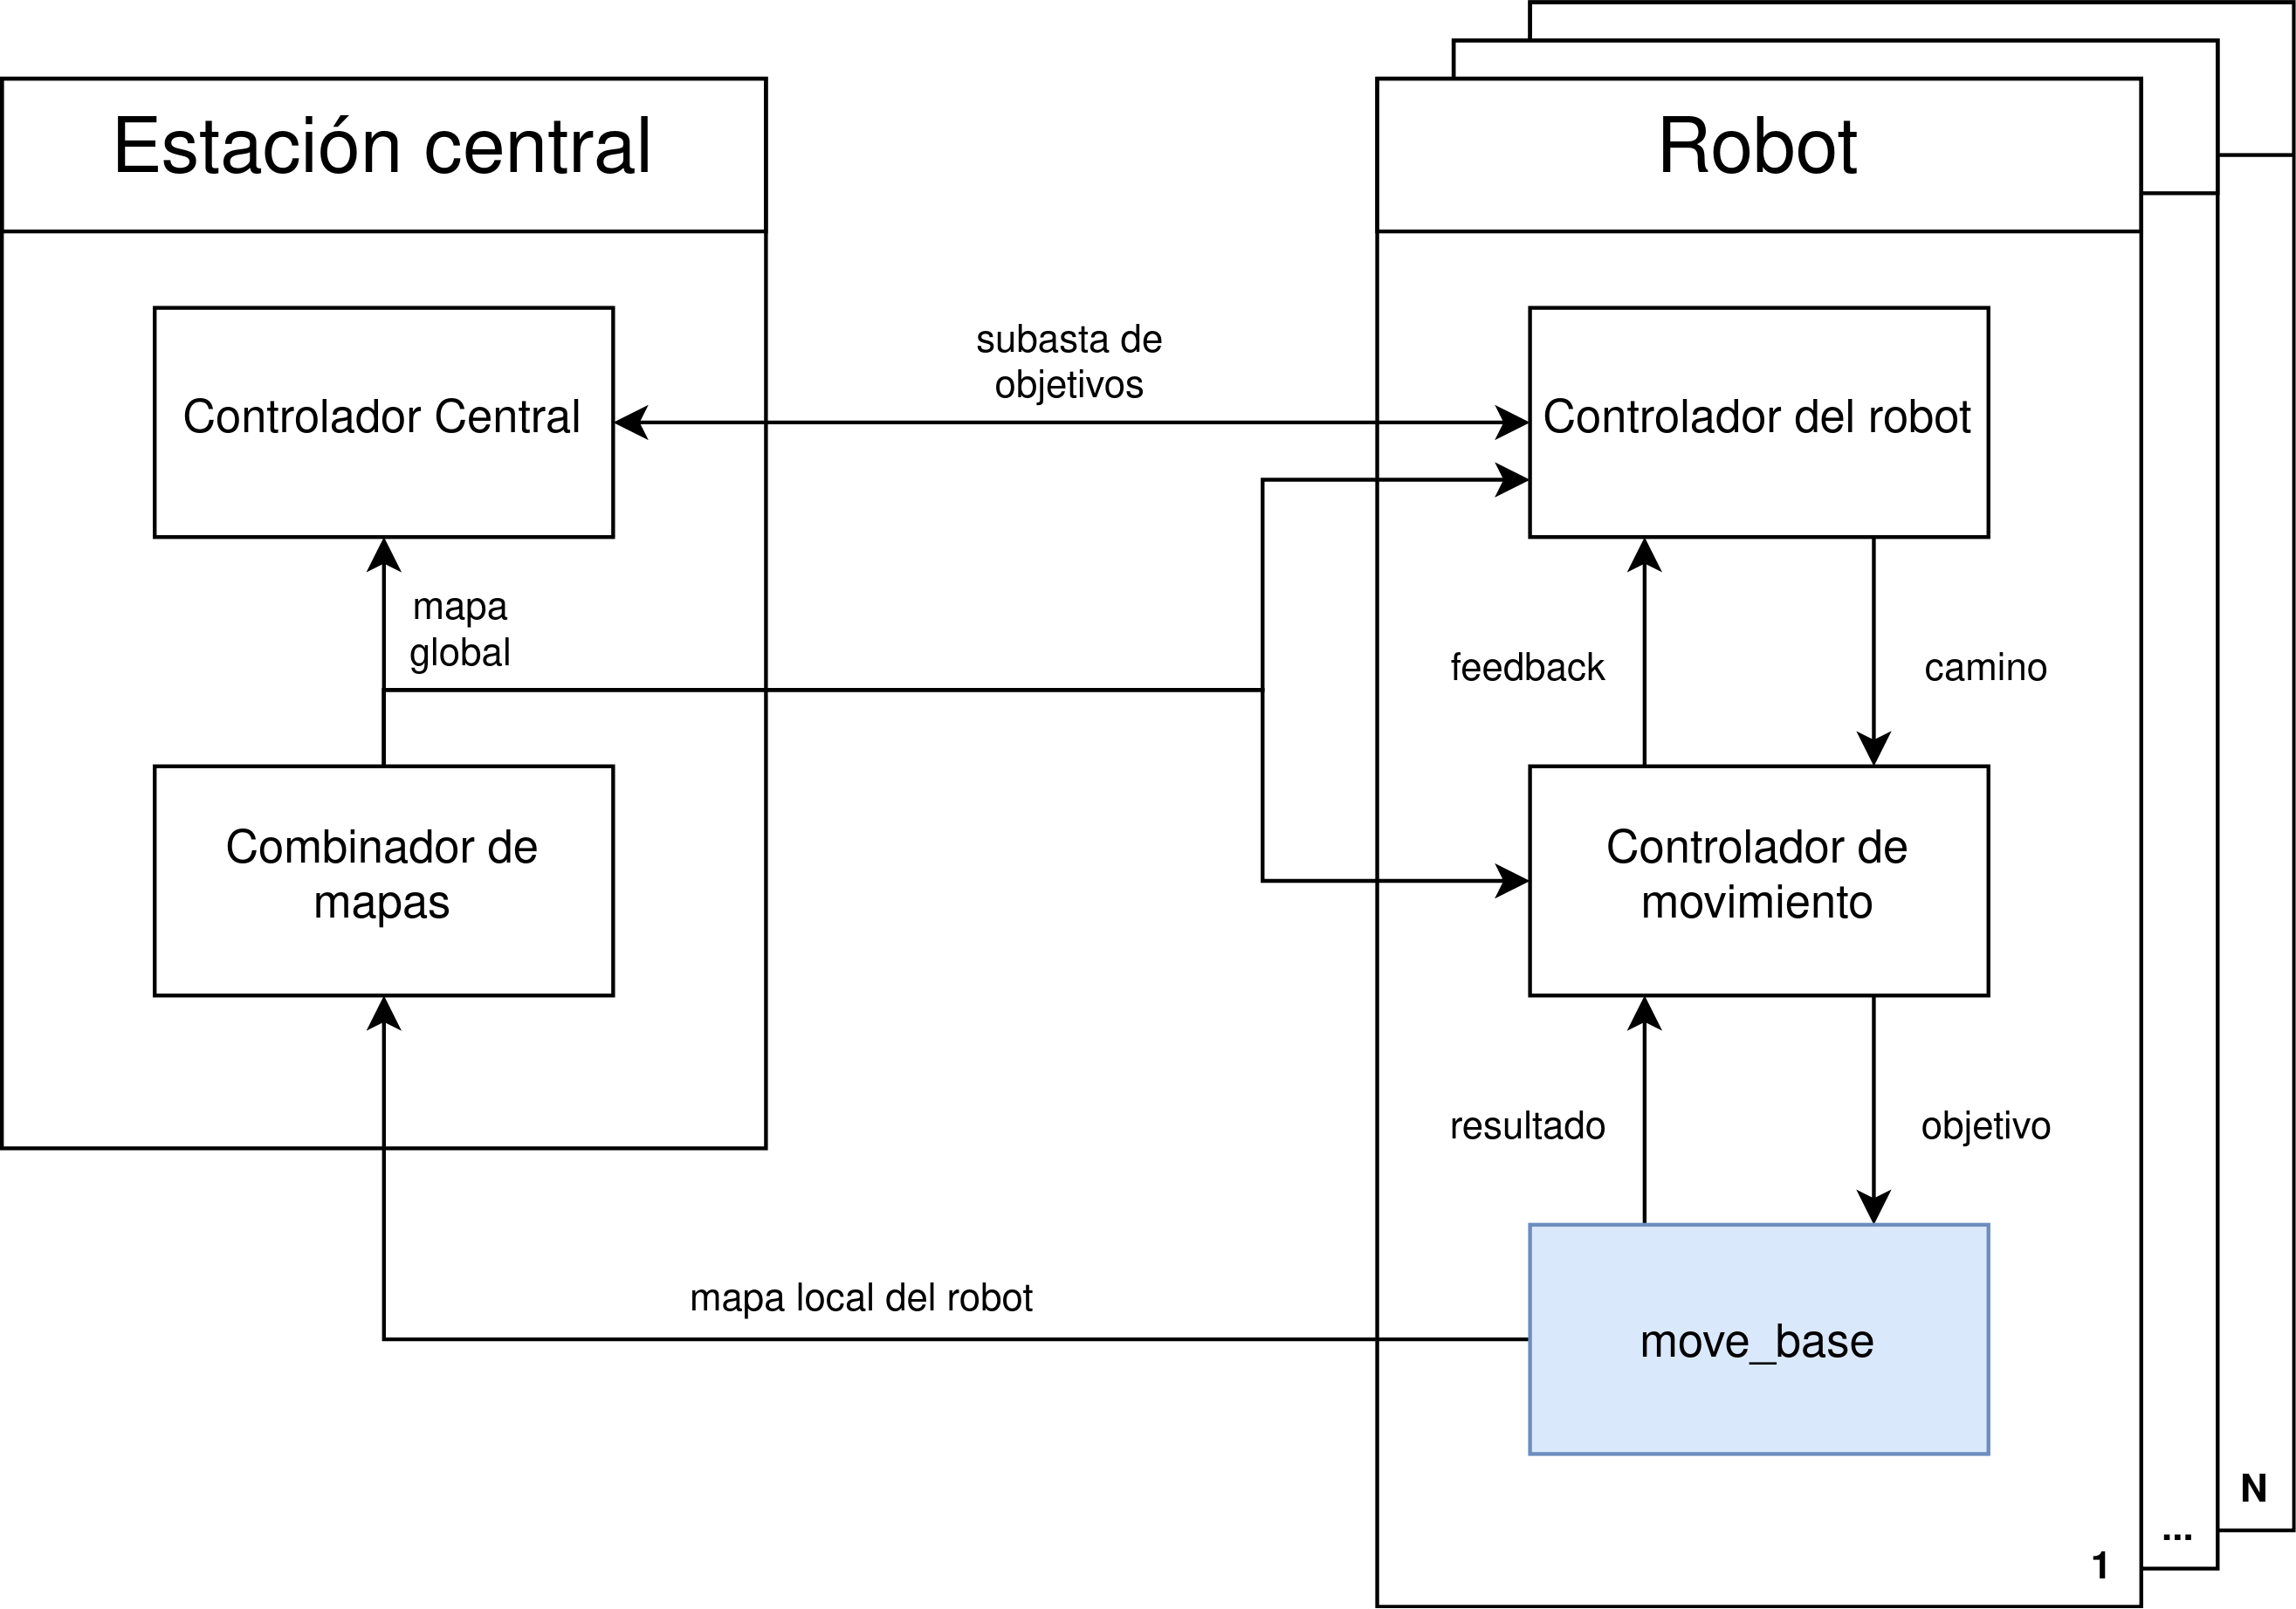 Estación central
Robot
subasta de
objetivos
Controlador Central
Controlador del robot
mapa
global
feedback
camino
Combinador de
mapas
Controlador de
movimiento
resultado
objetivo
mapa local del robot
move_base
N
...
1